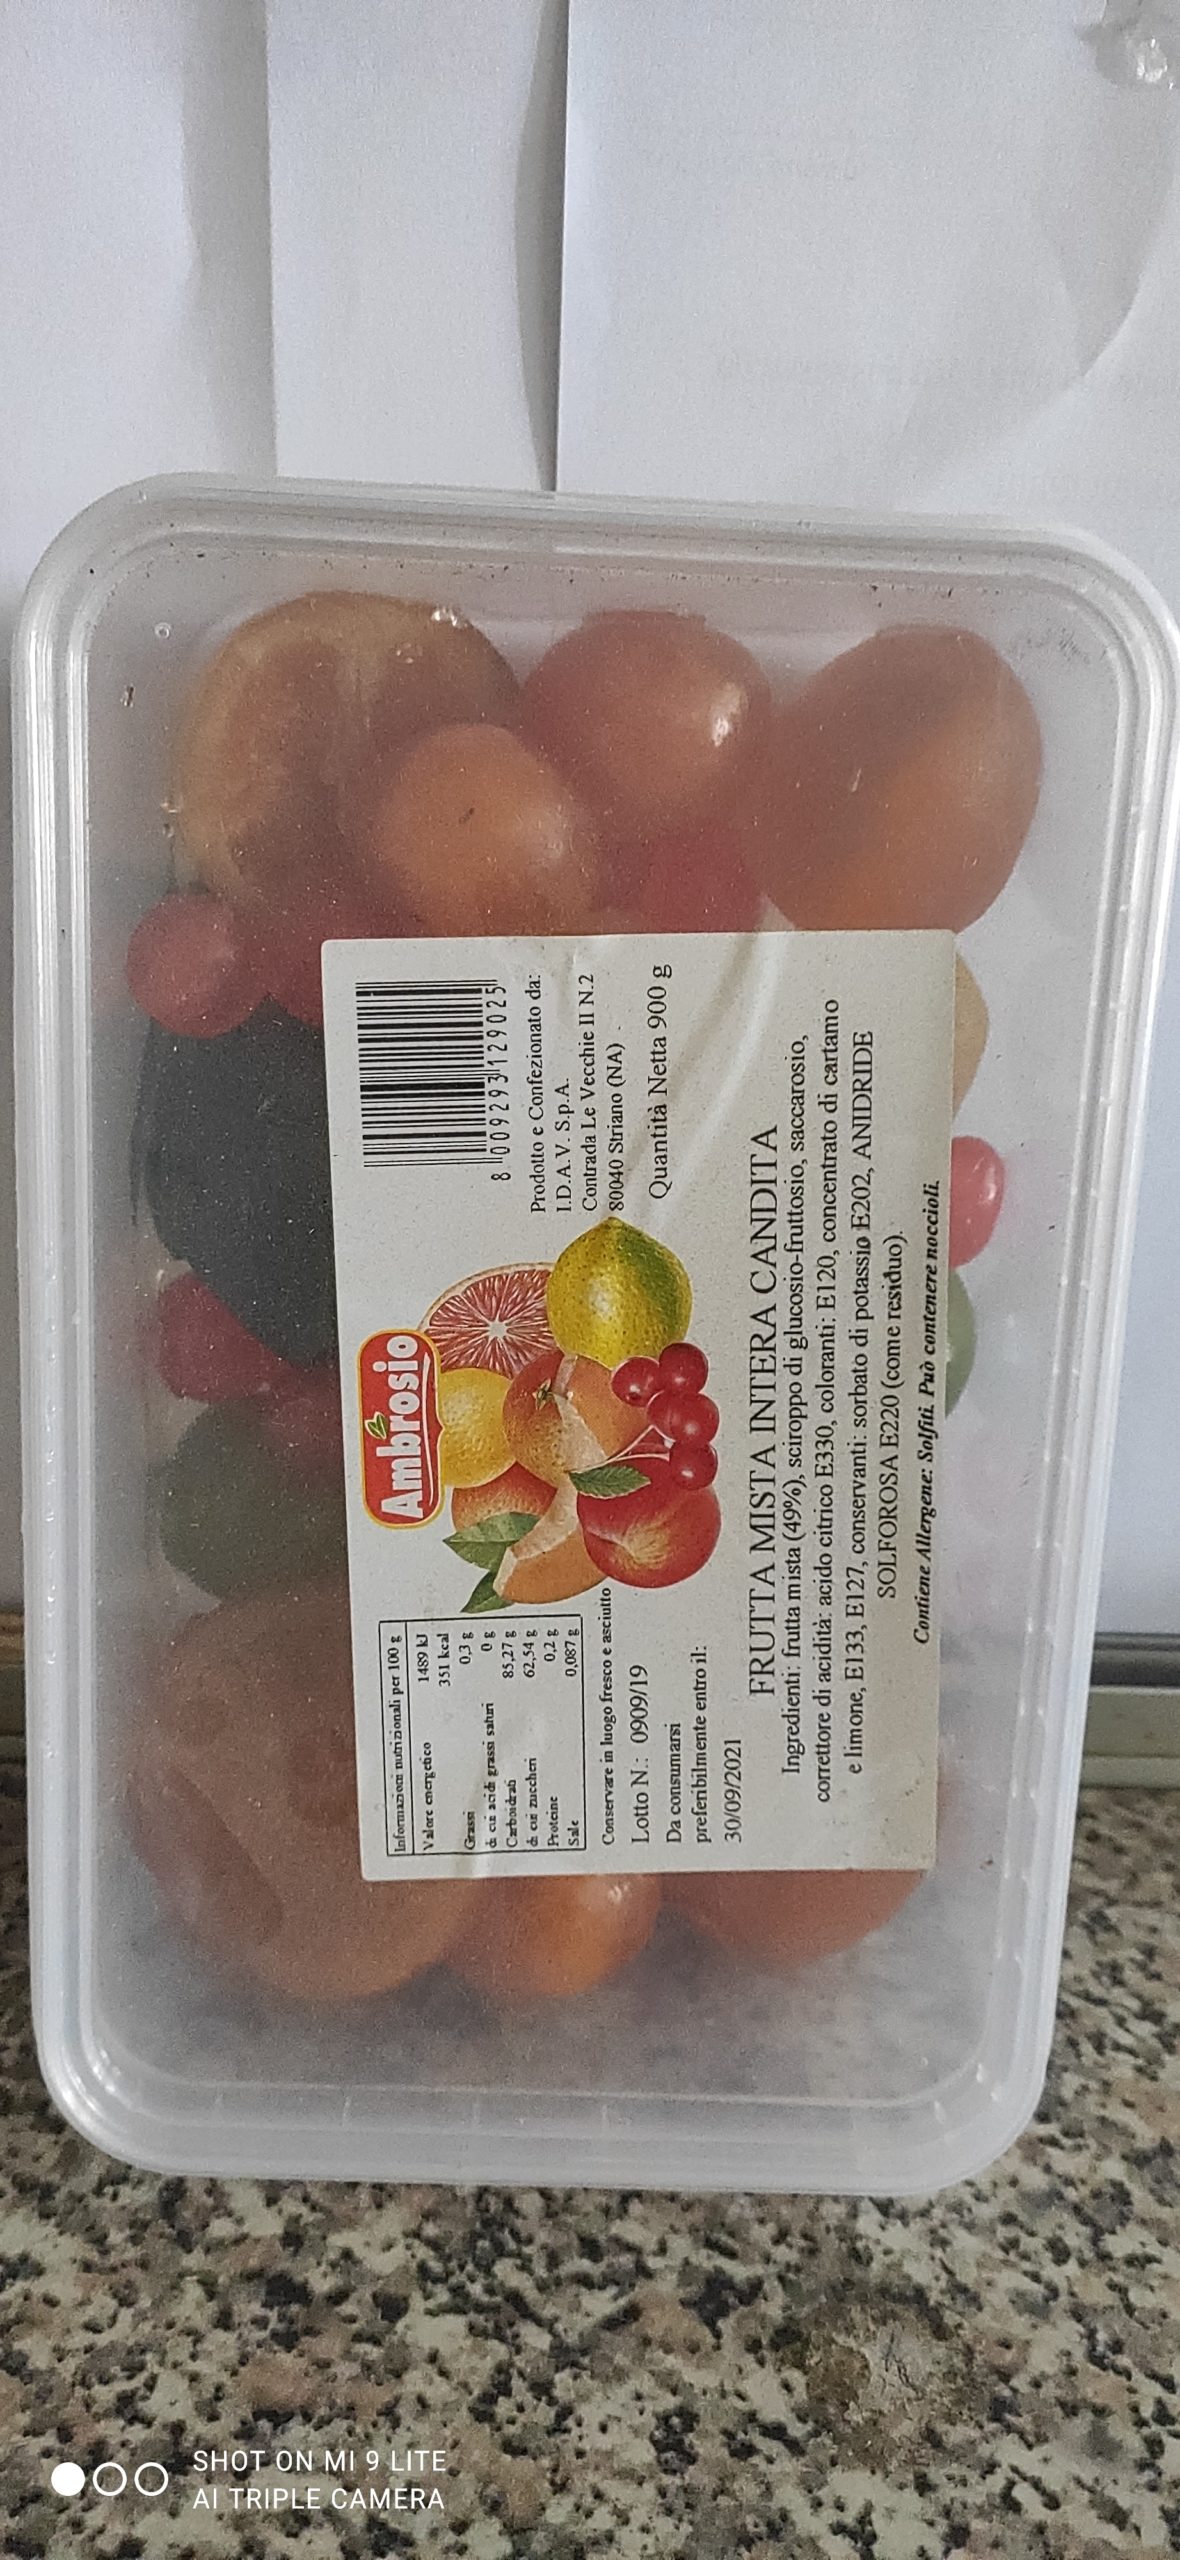 Ambrosio
Informazioni nutrizionali per 100 g
Valore energetico 1489 kJ
351 kcal
Grassi 0,3 g
di cui acidi grassi saturi 0 g
Carboidrati 85,27 g
di cui zuccheri 62,54 g
Proteine 0,2 g
Sale 0,087 g
Conservare in luogo fresco e asciutto
Lotto N.: 0909/19
Da consumarsi
preferibilmente entro il:
30/09/2021
8 009293 129025
Prodotto e Confezionato da:
I.D.A.V. S.p.A.
Contrada Le Vecchie II N.2
80040 Striano (NA)
Quantità Netta 900 g
FRUTTA MISTA INTERA CANDITA
Ingredienti: frutta mista (49%), sciroppo di glucosio-fruttosio, saccarosio,
correttore di acidità: acido citrico E330, coloranti: E120, concentrato di cartamo
e limone, E133, E127, conservanti: sorbato di potassio E202, ANIDRIDE
SOLFOROSA E220 (come residuo).
Contiene Allergene: Solfiti. Può contenere noccioli.
SHOT ON MI 9 LITE
AI TRIPLE CAMERA